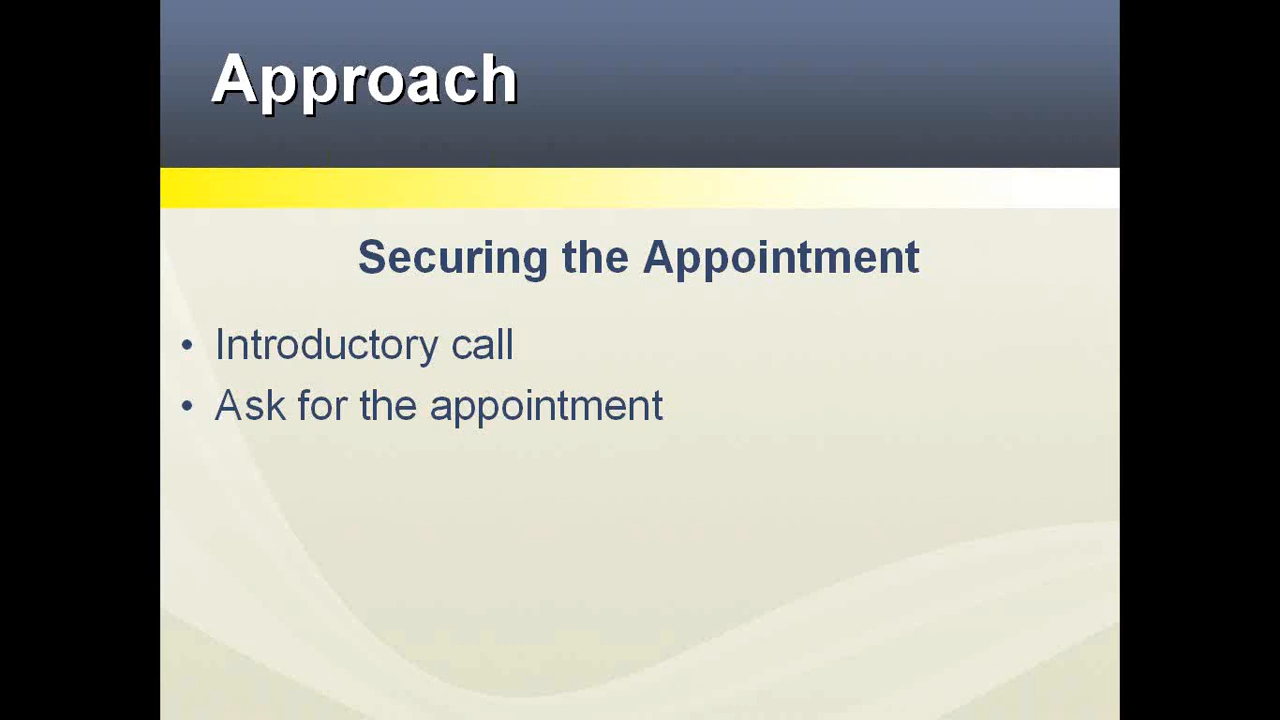 Approach
Securing the Appointment
• Introductory call
• Ask for the appointment